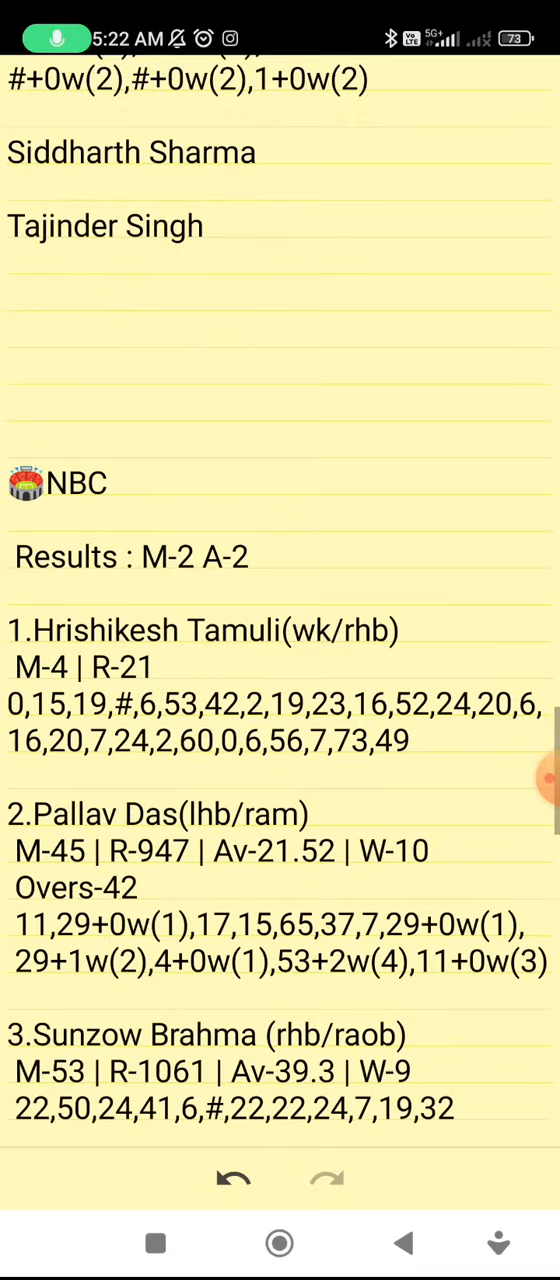 5:22 AM
5G+
Vo LTE
73
#+0w(2),#+0w(2),1+0w(2)
Siddharth Sharma
Tajinder Singh
🏟️NBC
Results : M-2 A-2
1.Hrishikesh Tamuli(wk/rhb)
M-4 | R-21
0,15,19,#,6,53,42,2,19,23,16,52,24,20,6,
16,20,7,24,2,60,0,6,56,7,73,49
2.Pallav Das(lhb/ram)
M-45 | R-947 | Av-21.52 | W-10
Overs-42
11,29+0w(1),17,15,65,37,7,29+0w(1),
29+1w(2),4+0w(1),53+2w(4),11+0w(3)
3.Sunzow Brahma (rhb/raob)
M-53 | R-1061 | Av-39.3 | W-9
22,50,24,41,6,#,22,22,24,7,19,32